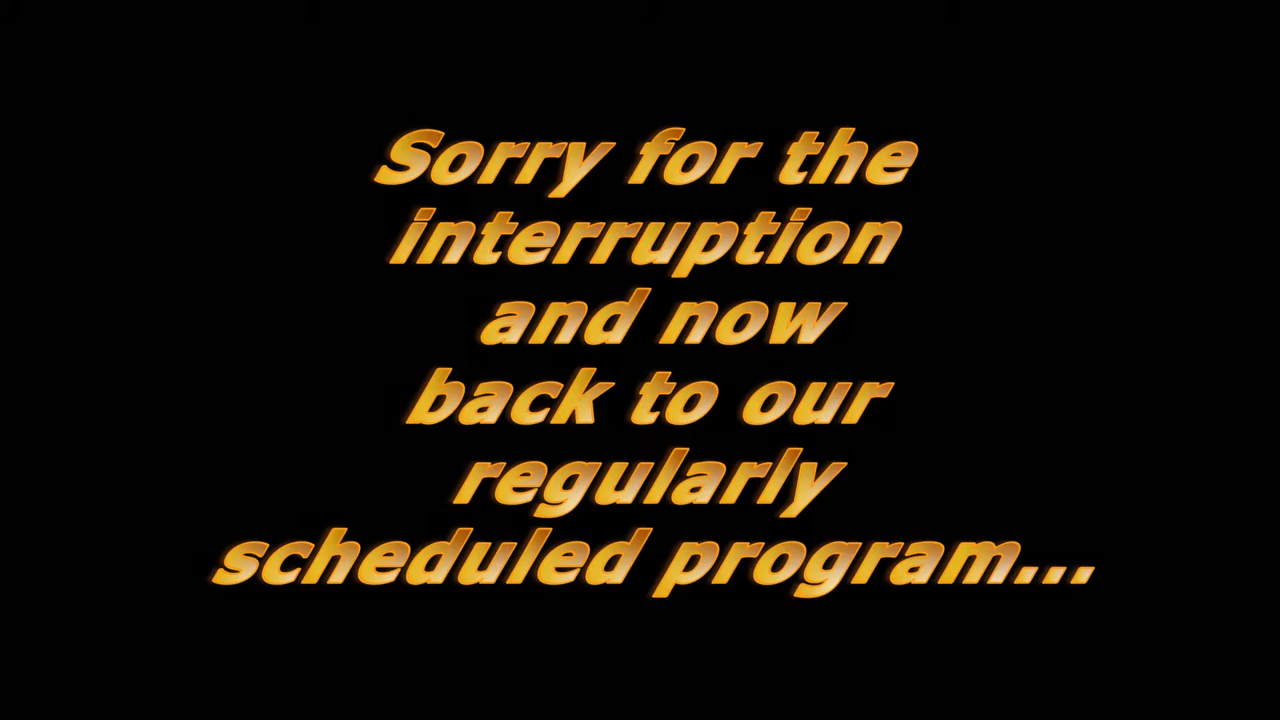 Sorry for the
interruption
and now
back to our
regularly
scheduled program...